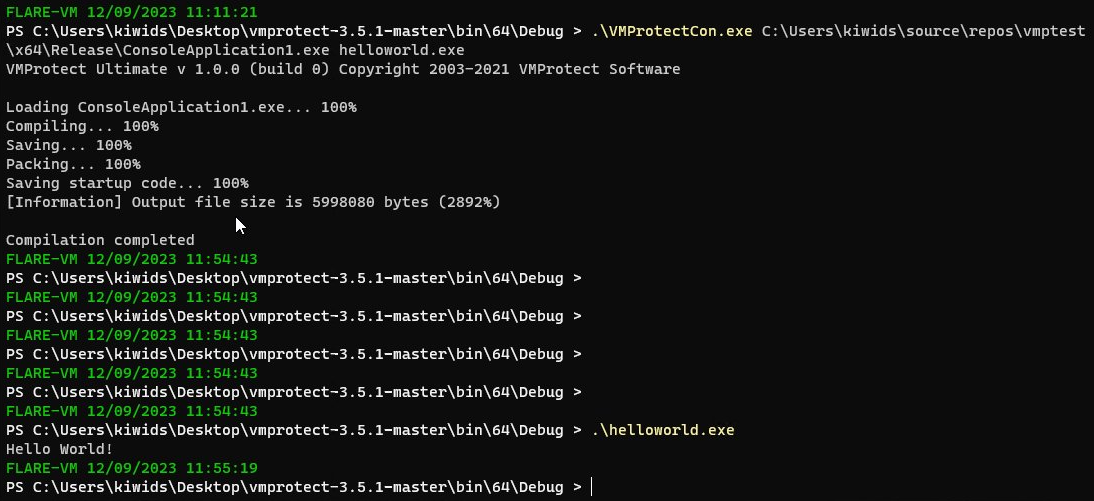 FLARE-VM 12/09/2023 11:11:21
PS C:\Users\kiwids\Desktop\vmprotect-3.5.1-master\bin\64\Debug > .\VMProtectCon.exe C:\Users\kiwids\source\repos\vmptest
\x64\Release\ConsoleApplication1.exe helloworld.exe
VMProtect Ultimate v 1.0.0 (build 0) Copyright 2003-2021 VMProtect Software
Loading ConsoleApplication1.exe... 100%
Compiling... 100%
Saving... 100%
Packing... 100%
Saving startup code... 100%
[Information] Output file size is 5998080 bytes (2892%)
Compilation completed
FLARE-VM 12/09/2023 11:54:43
PS C:\Users\kiwids\Desktop\vmprotect-3.5.1-master\bin\64\Debug >
FLARE-VM 12/09/2023 11:54:43
PS C:\Users\kiwids\Desktop\vmprotect-3.5.1-master\bin\64\Debug >
FLARE-VM 12/09/2023 11:54:43
PS C:\Users\kiwids\Desktop\vmprotect-3.5.1-master\bin\64\Debug >
FLARE-VM 12/09/2023 11:54:43
PS C:\Users\kiwids\Desktop\vmprotect-3.5.1-master\bin\64\Debug >
FLARE-VM 12/09/2023 11:54:43
PS C:\Users\kiwids\Desktop\vmprotect-3.5.1-master\bin\64\Debug > .\helloworld.exe
Hello World!
FLARE-VM 12/09/2023 11:55:19
PS C:\Users\kiwids\Desktop\vmprotect-3.5.1-master\bin\64\Debug >